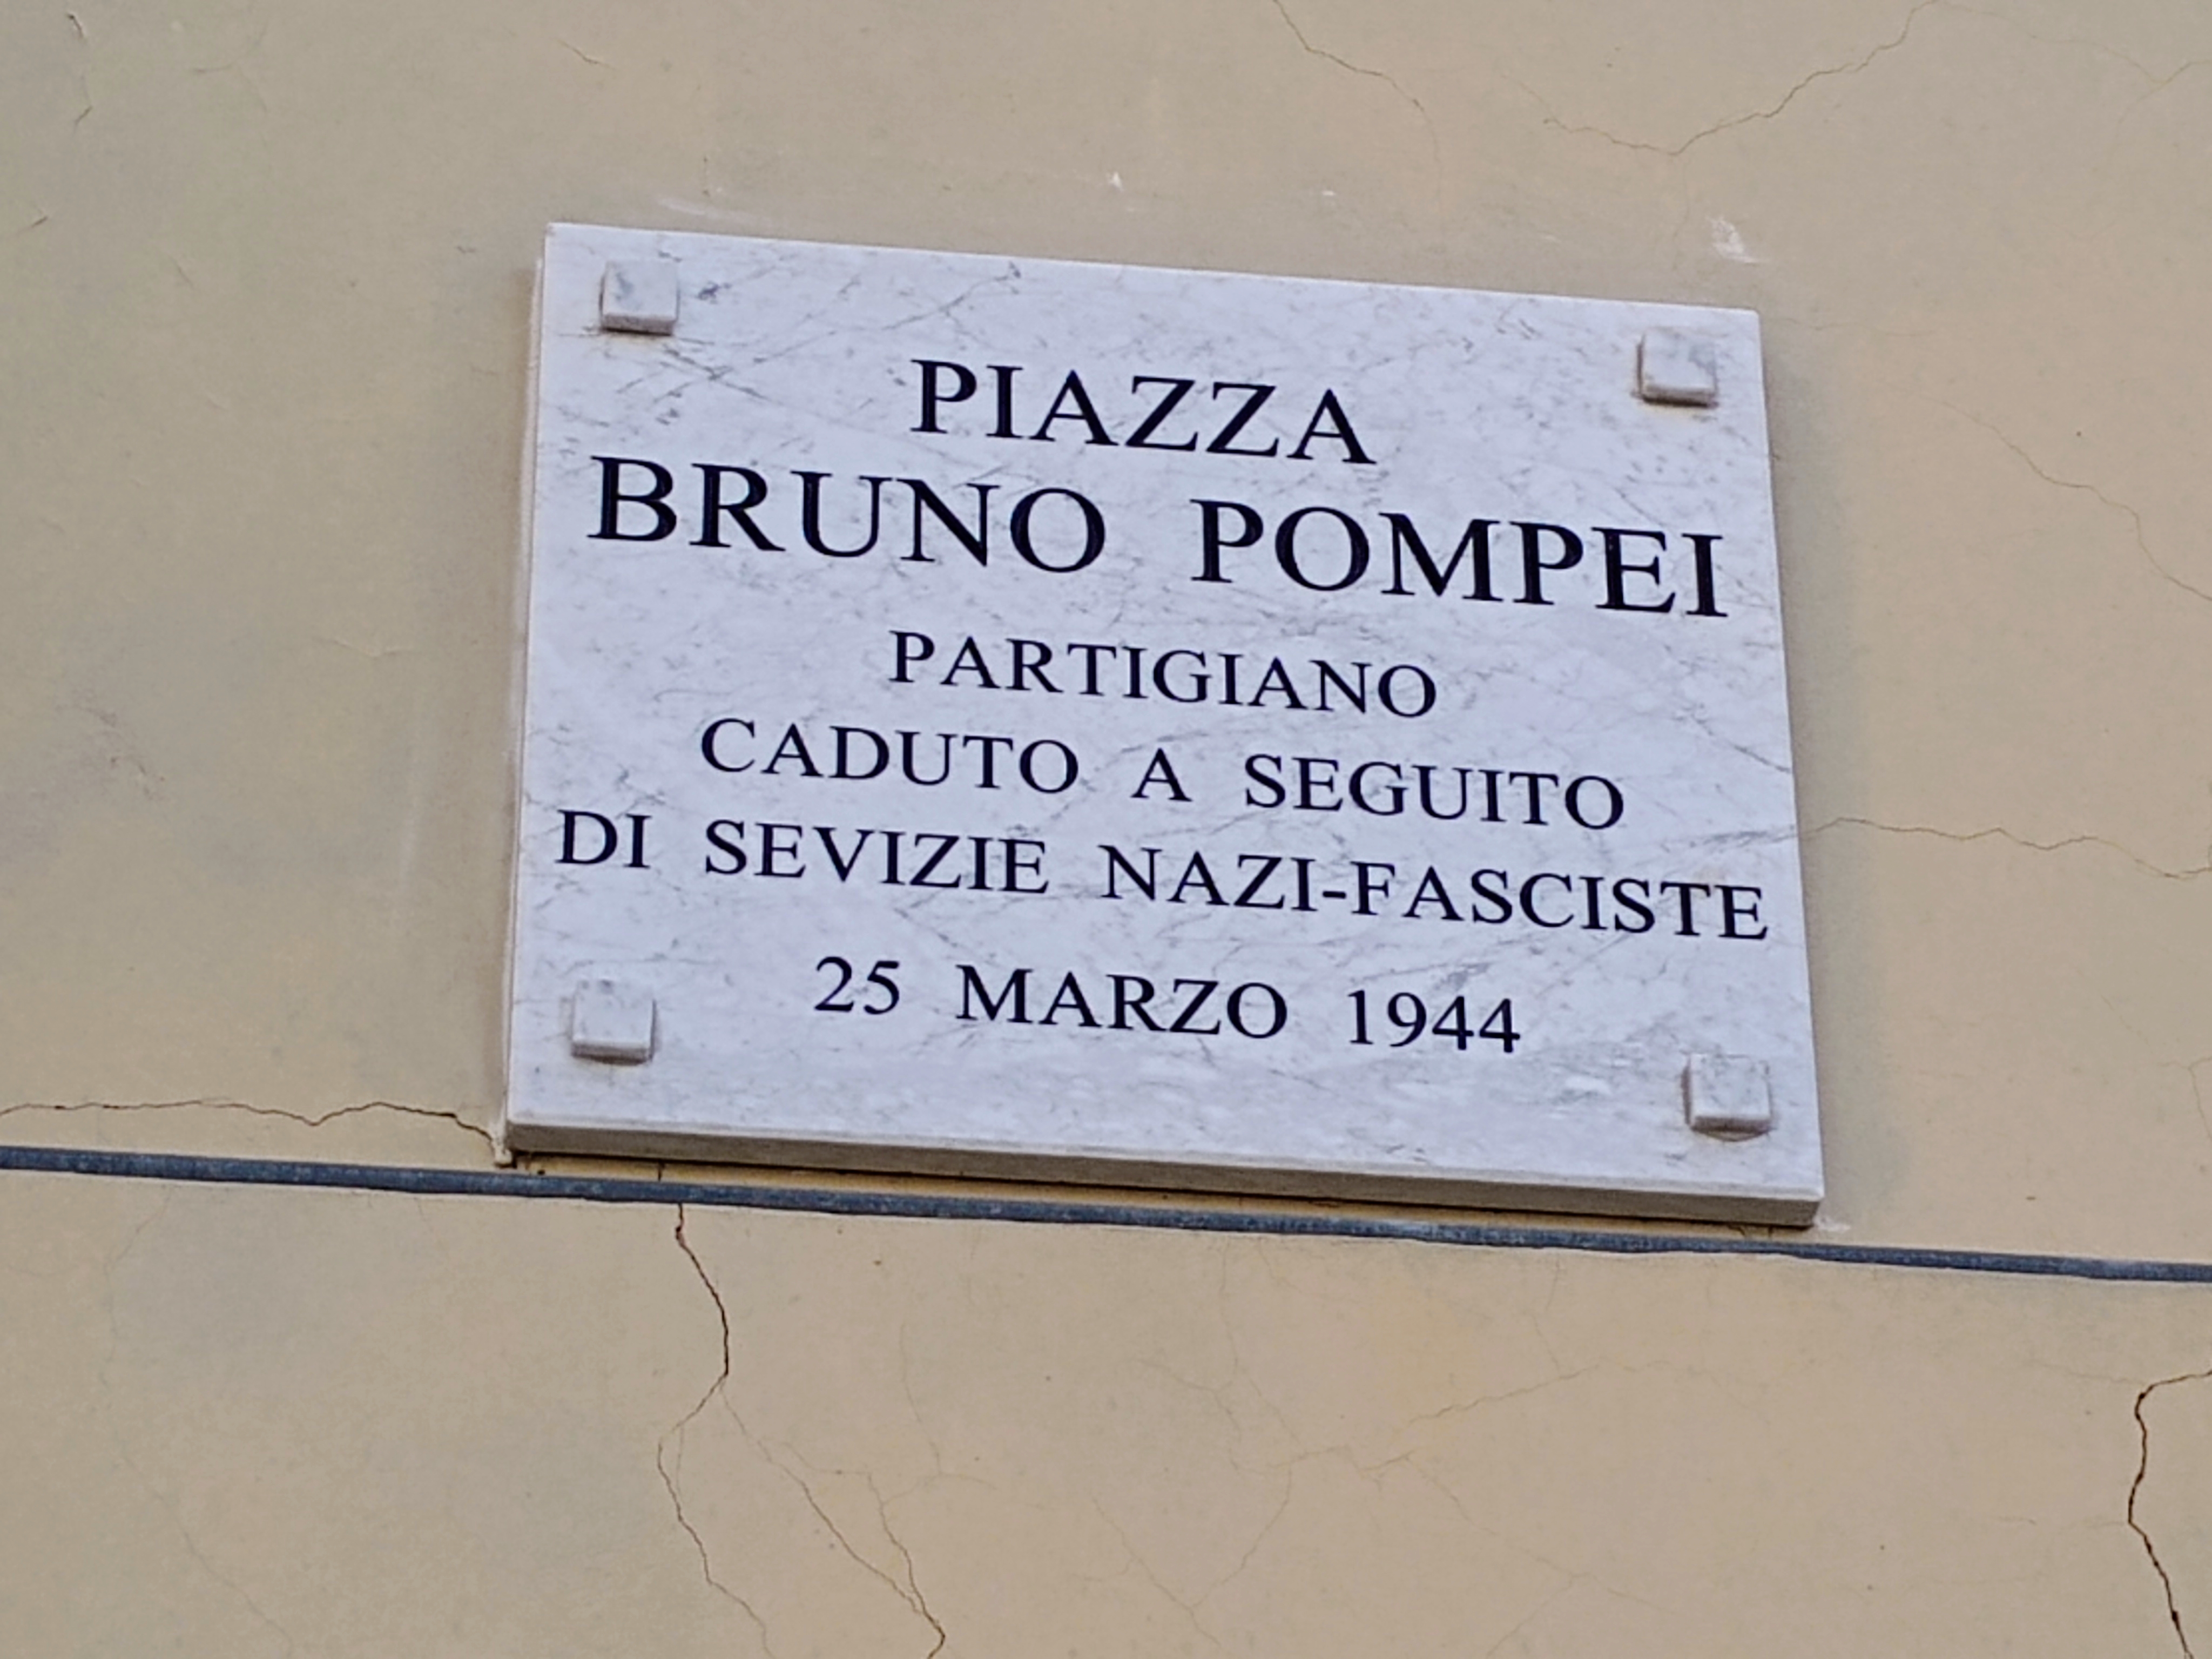 PIAZZA
BRUNO POMPEI
PARTIGIANO
CADUTO A SEGUITO
DI SEVIZIE NAZI-FASCISTE
25 MARZO 1944